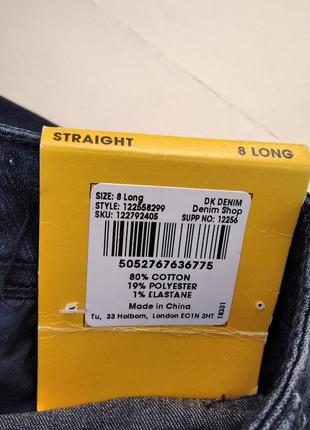 STRAIGHT 8 LONG
SIZE: 8 Long DK DENIM
STYLE: 122558299 Denim Shop
SKU: 122792405 SUPP NO: 12256
5052767636775
80% COTTON
19% POLYESTER
1% ELASTANE
Made in China
Tu, 33 Holborn, London EC1N 2HT
T8331